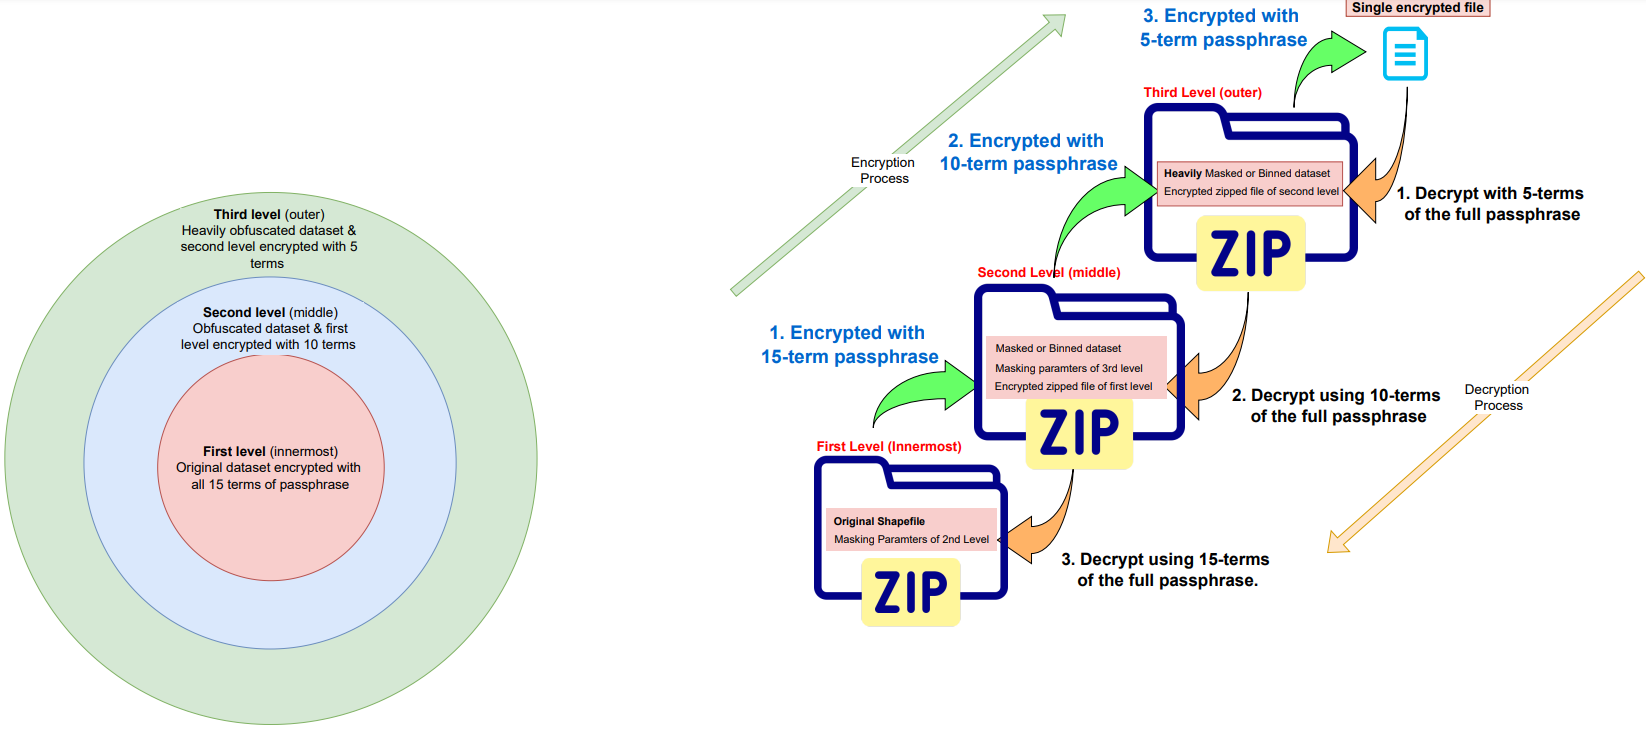 Third level (outer)
Heavily obfuscated dataset &
second level encrypted with 5
terms
Second level (middle)
Obfuscated dataset & first
level encrypted with 10 terms
First level (innermost)
Original dataset encrypted with
all 15 terms of passphrase
Encryption
Process
3. Encrypted with
5-term passphrase
Single encrypted file
Third Level (outer)
Heavily Masked or Binned dataset
Encrypted zipped file of second level
ZIP
1. Decrypt with 5-terms
of the full passphrase
2. Encrypted with
10-term passphrase
Second Level (middle)
Masked or Binned dataset
Masking paramters of 3rd level
Encrypted zipped file of first level
ZIP
2. Decrypt using 10-terms
of the full passphrase
Decryption
Process
1. Encrypted with
15-term passphrase
First Level (Innermost)
Original Shapefile
Masking Paramters of 2nd Level
ZIP
3. Decrypt using 15-terms
of the full passphrase.